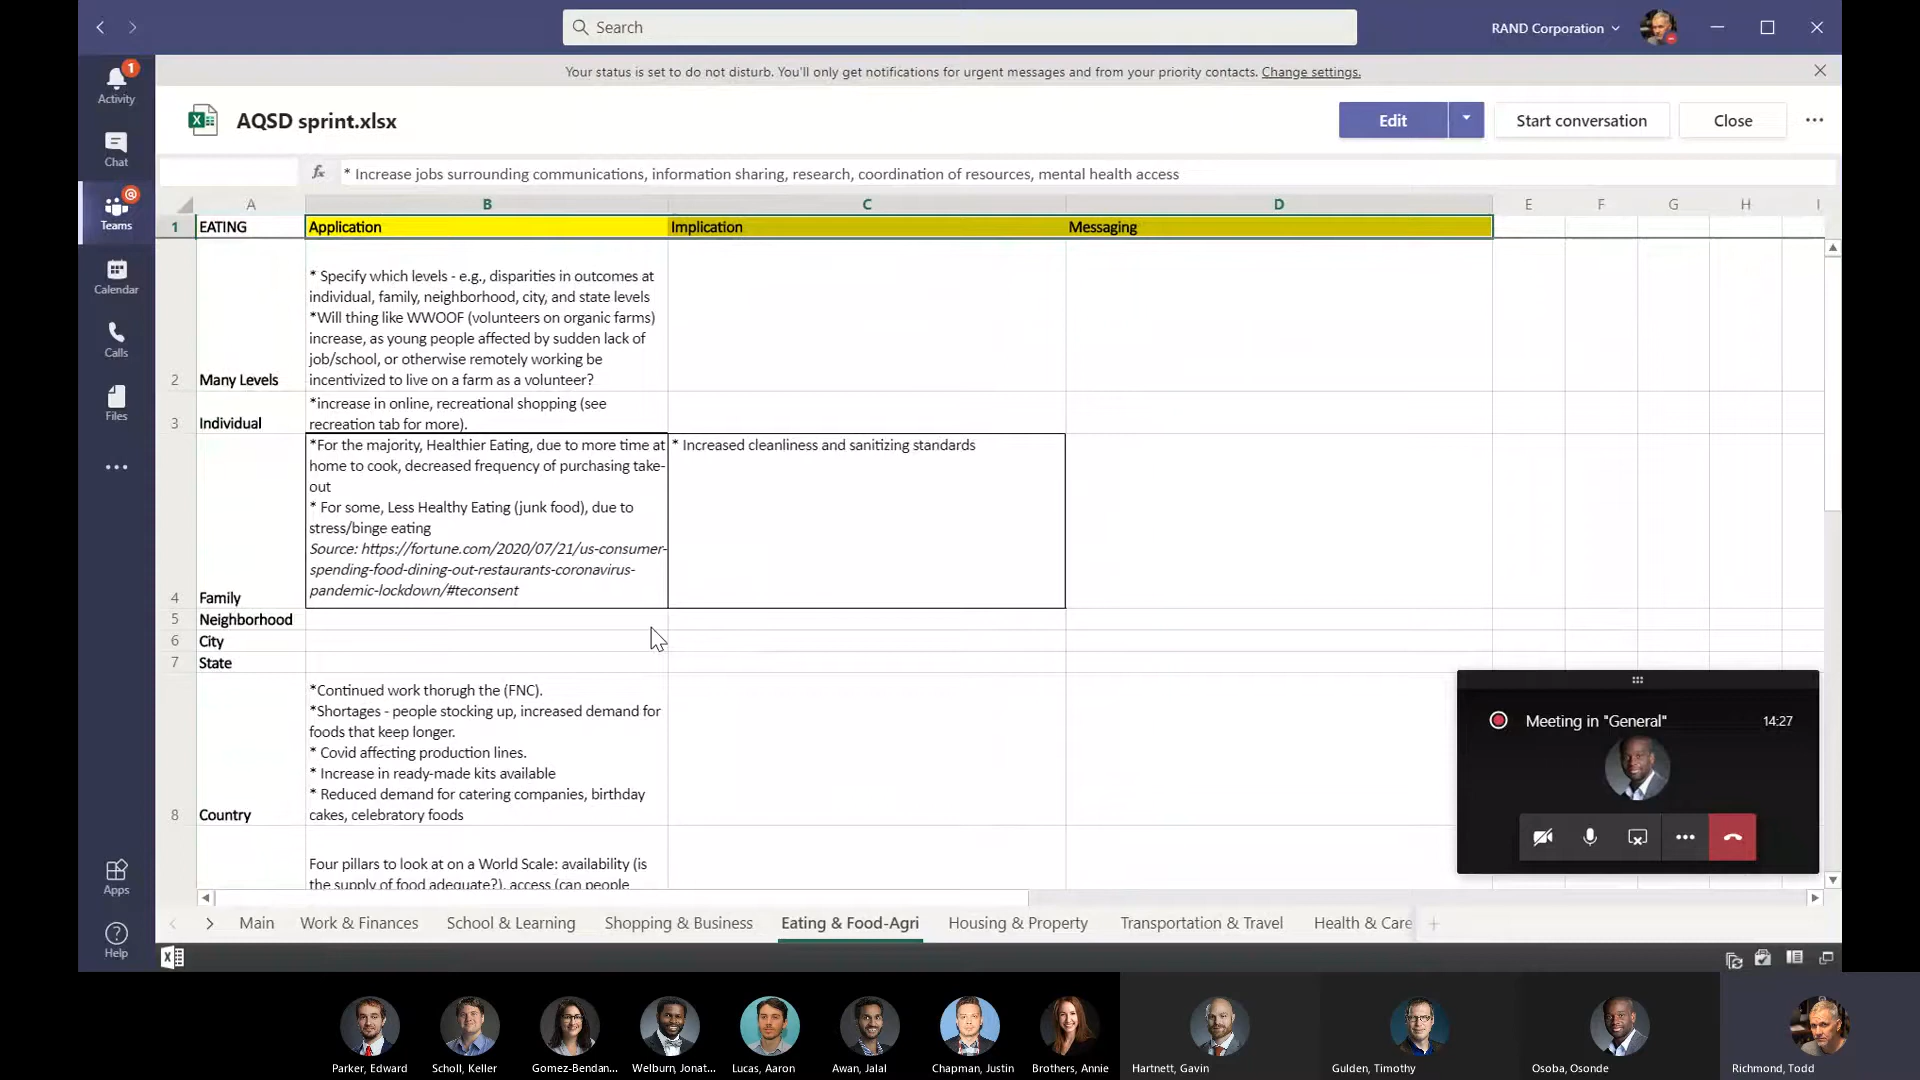 Search
RAND Corporation
Your status is set to do not disturb. You'll only get notifications for urgent messages and from your priority contacts. Change settings.
1
Activity
Chat
@
Teams
Calendar
Calls
Files
Apps
Help
AQSD sprint.xlsx
Edit
Start conversation
Close
fx
* Increase jobs surrounding communications, information sharing, research, coordination of resources, mental health access
A B C D E F G H I
1 EATING Application Implication Messaging
* Specify which levels - e.g., disparities in outcomes at
individual, family, neighborhood, city, and state levels
*Will thing like WWOOF (volunteers on organic farms)
increase, as young people affected by sudden lack of
job/school, or otherwise remotely working be
incentivized to live on a farm as a volunteer?
2 Many Levels
*increase in online, recreational shopping (see
recreation tab for more).
3 Individual
*For the majority, Healthier Eating, due to more time at
home to cook, decreased frequency of purchasing take-
out
* For some, Less Healthy Eating (junk food), due to
stress/binge eating
Source: https://fortune.com/2020/07/21/us-consumer-
spending-food-dining-out-restaurants-coronavirus-
pandemic-lockdown/#teconsent
* Increased cleanliness and sanitizing standards
4 Family
5 Neighborhood
6 City
7 State
*Continued work thorugh the (FNC).
*Shortages - people stocking up, increased demand for
foods that keep longer.
* Covid affecting production lines.
* Increase in ready-made kits available
* Reduced demand for catering companies, birthday
cakes, celebratory foods
8 Country
Four pillars to look at on a World Scale: availability (is
the supply of food adequate?), access (can people
Meeting in "General"
14:27
Main
Work & Finances
School & Learning
Shopping & Business
Eating & Food-Agri
Housing & Property
Transportation & Travel
Health & Care
Parker, Edward
Scholl, Keller
Gomez-Bendan...
Welburn, Jonat...
Lucas, Aaron
Awan, Jalal
Chapman, Justin
Brothers, Annie
Hartnett, Gavin
Gulden, Timothy
Osoba, Osonde
Richmond, Todd